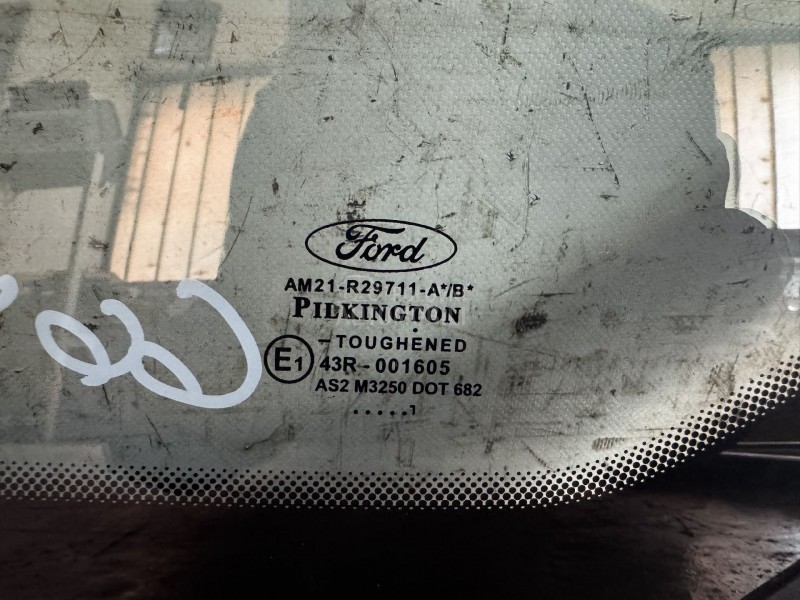 Ford
AM21-R29711-A*/B*
PILKINGTON
–TOUGHENED
E1 43R-001605
AS2 M3250 DOT 682
.....1